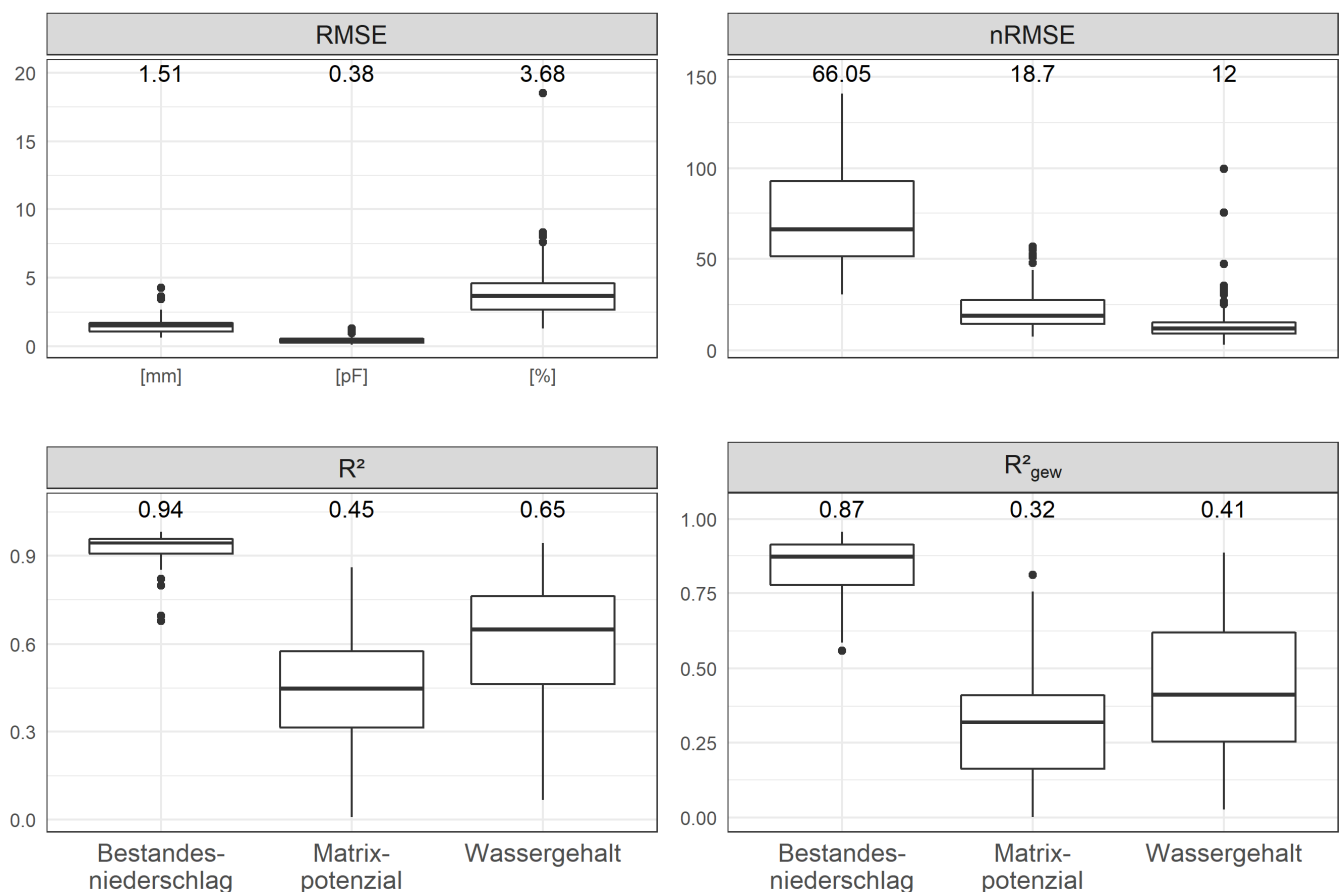 RMSE
1.51 0.38 3.68
20
15
10
5
0
[mm] [pF] [%]
nRMSE
66.05 18.7 12
150
100
50
0
R²
0.94 0.45 0.65
0.9
0.6
0.3
0.0
Bestandes-
niederschlag
Matrix-
potenzial
Wassergehalt
R²gew
0.87 0.32 0.41
1.00
0.75
0.50
0.25
0.00
Bestandes-
niederschlag
Matrix-
potenzial
Wassergehalt